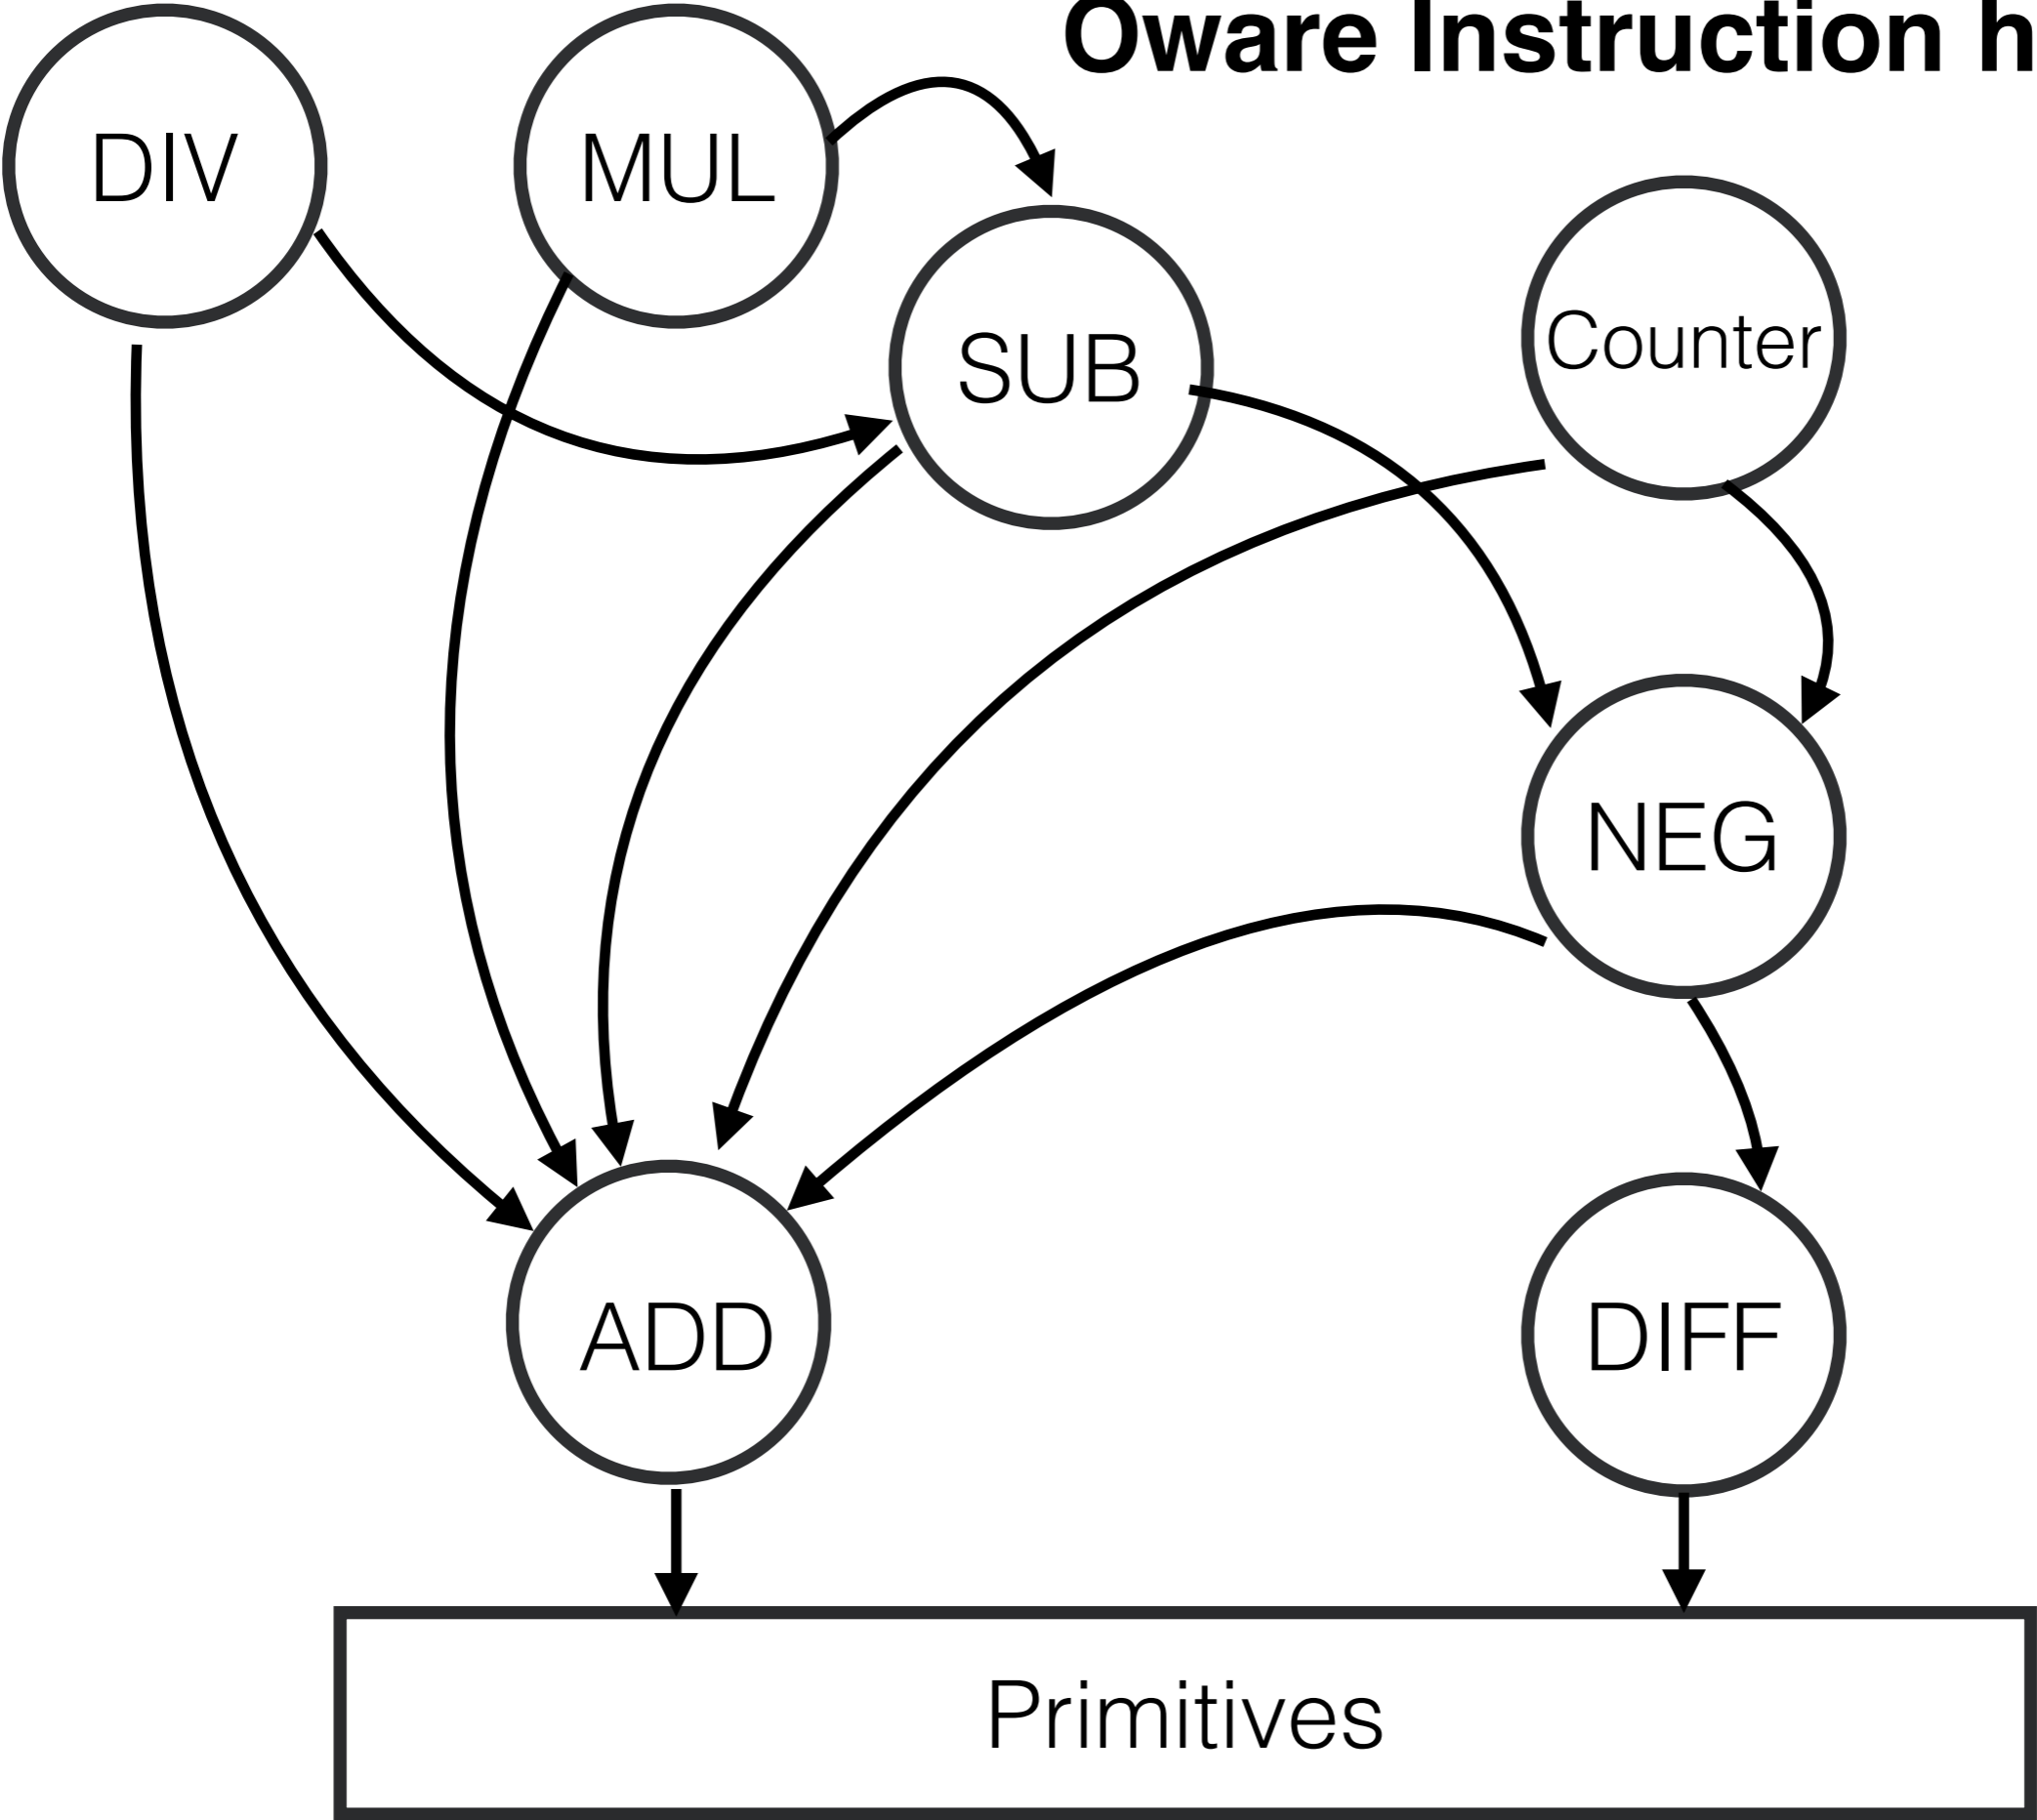 Oware Instruction h
DIV
MUL
SUB
Counter
NEG
ADD
DIFF
Primitives